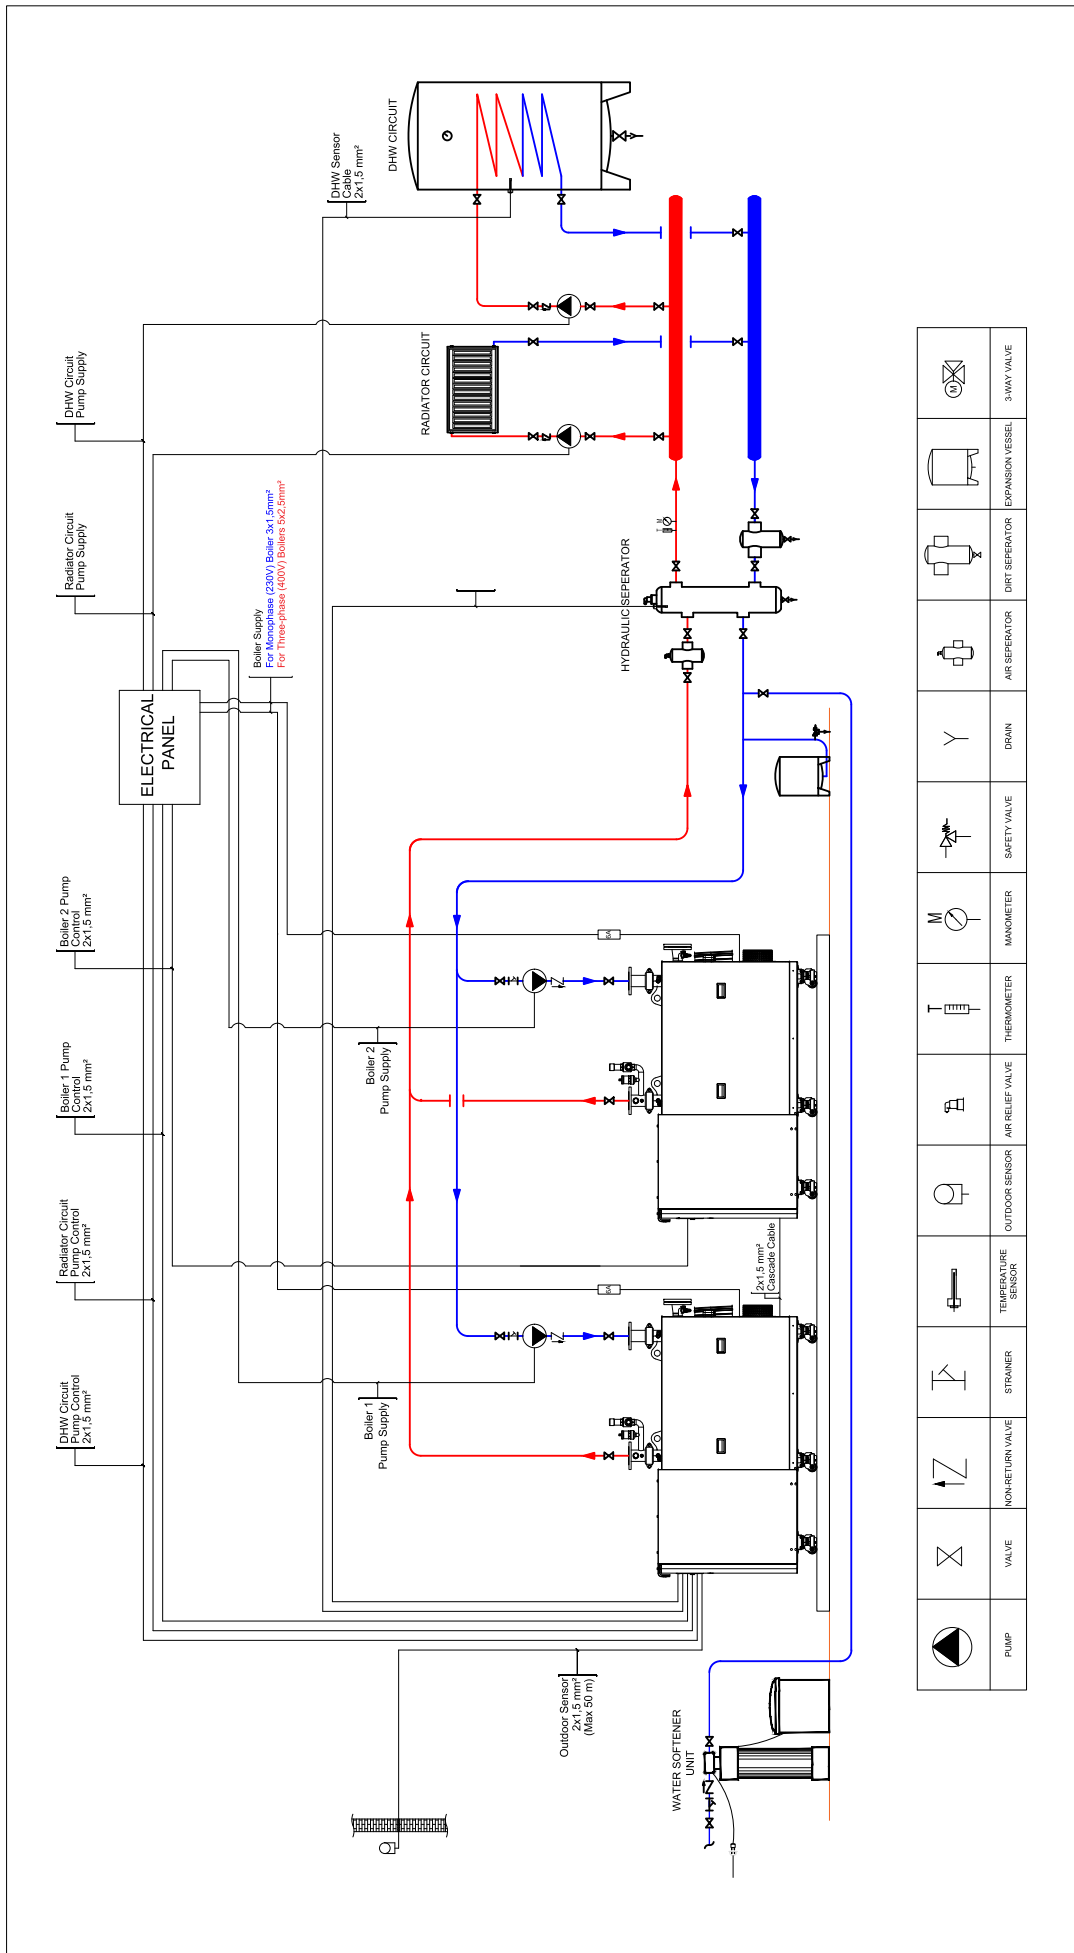 DHW Circuit
Pump Control
2x1,5 mm²
Radiator Circuit
Pump Control
2x1,5 mm²
Boiler 1 Pump
Control
2x1,5 mm²
Boiler 2 Pump
Control
2x1,5 mm²
ELECTRICAL
PANEL
Radiator Circuit
Pump Supply
DHW Circuit
Pump Supply
Boiler Supply
For Monophase (230V) Boiler 3x1,5mm²
For Three-phase (400V) Boilers 5x2,5mm²
DHW Sensor
Cable
2x1,5 mm²
DHW CIRCUIT
RADIATOR CIRCUIT
Boiler 1
Pump Supply
Boiler 2
Pump Supply
6A
6A
HYDRAULIC SEPERATOR
T
M
Outdoor Sensor
2x1,5 mm²
(Max 50 m)
2x1,5 mm²
Cascade Cable
WATER SOFTENER
UNIT
T
M
M
PUMP
VALVE
NON-RETURN VALVE
STRAINER
TEMPERATURE
SENSOR
OUTDOOR SENSOR
AIR RELIEF VALVE
THERMOMETER
MANOMETER
SAFETY VALVE
DRAIN
AIR SEPERATOR
DIRT SEPERATOR
EXPANSION VESSEL
3-WAY VALVE